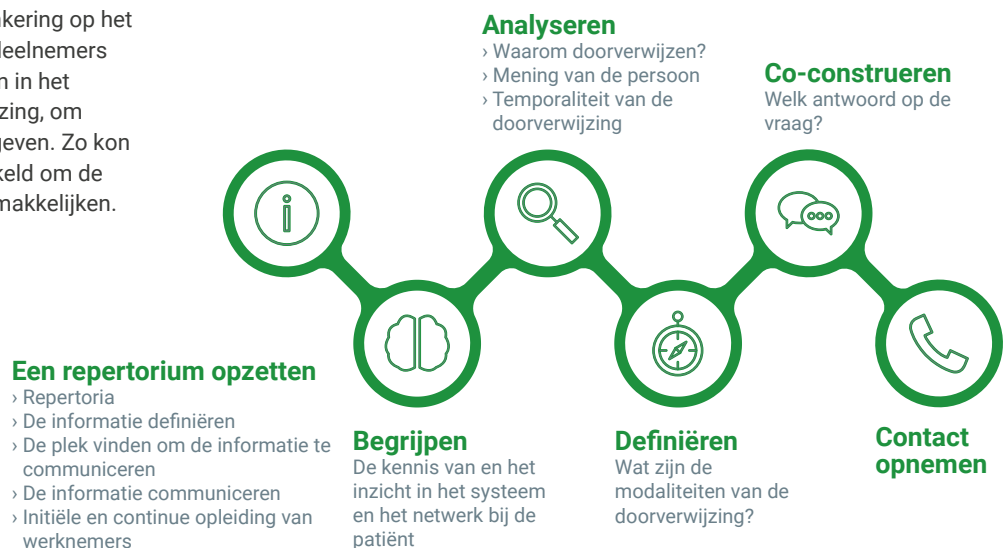 kering op het
eelnemers
n in het
zing, om
geven. Zo kon
keld om de
makkelijken.
Analyseren
› Waarom doorverwijzen?
› Mening van de persoon
› Temporaliteit van de
doorverwijzing
Co-construeren
Welk antwoord op de
vraag?
Een repertorium opzetten
› Repertoria
› De informatie definiëren
› De plek vinden om de informatie te
communiceren
› De informatie communiceren
› Initiële en continue opleiding van
werknemers
Begrijpen
De kennis van en het
inzicht in het systeem
en het netwerk bij de
patiënt
Definiëren
Wat zijn de
modaliteiten van de
doorverwijzing?
Contact
opnemen